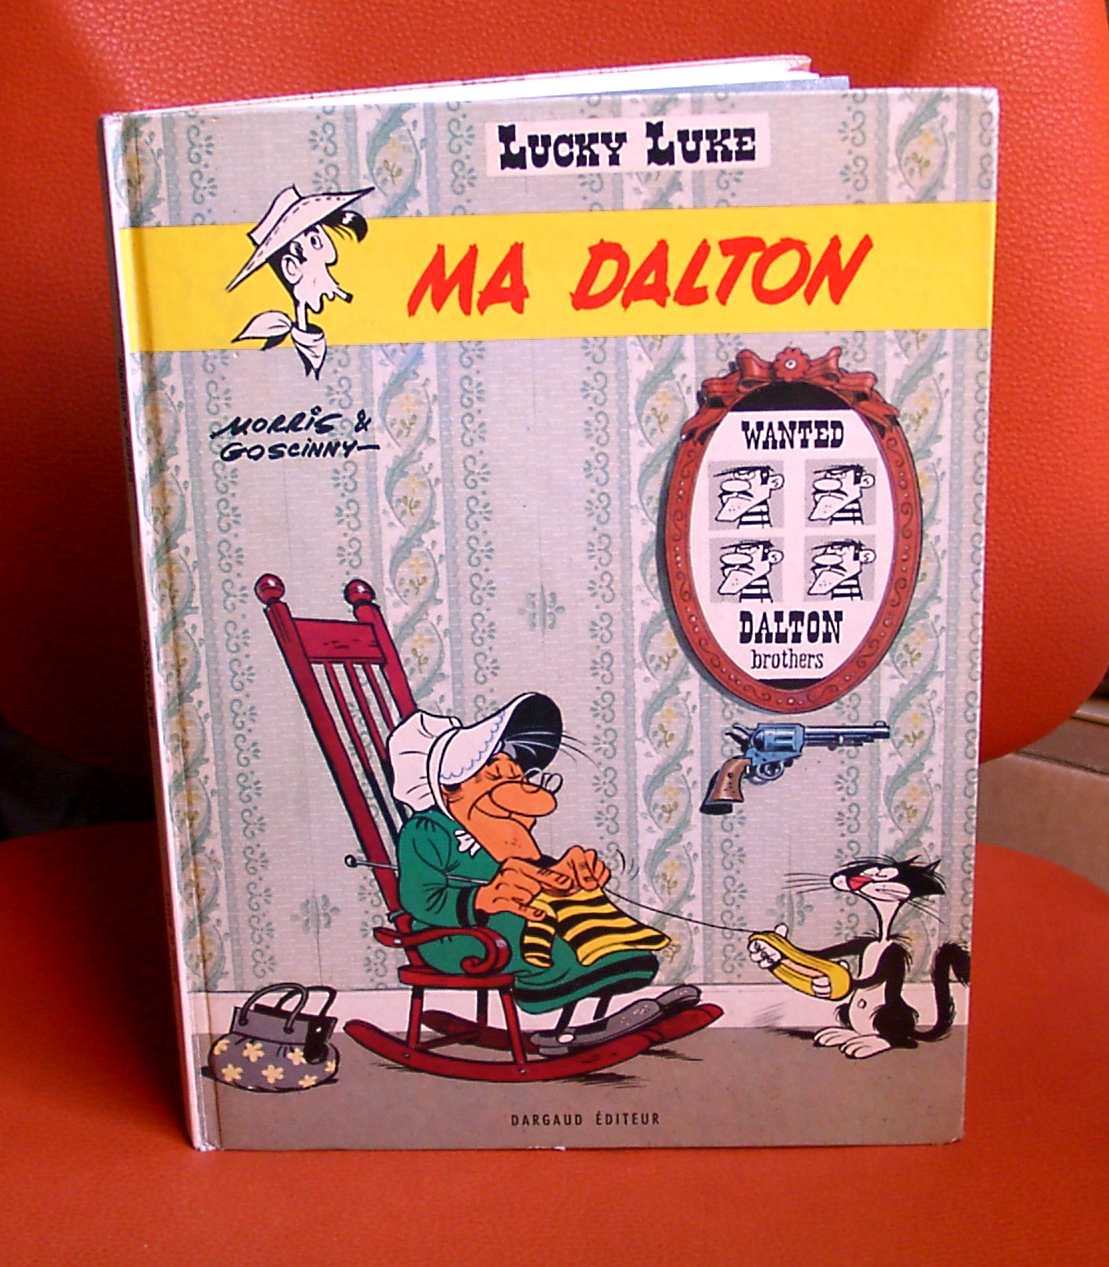 LUCKY LUKE
MA DALTON
MORRIS &
GOSCINNY
WANTED
DALTON
brothers
DARGAUD ÉDITEUR